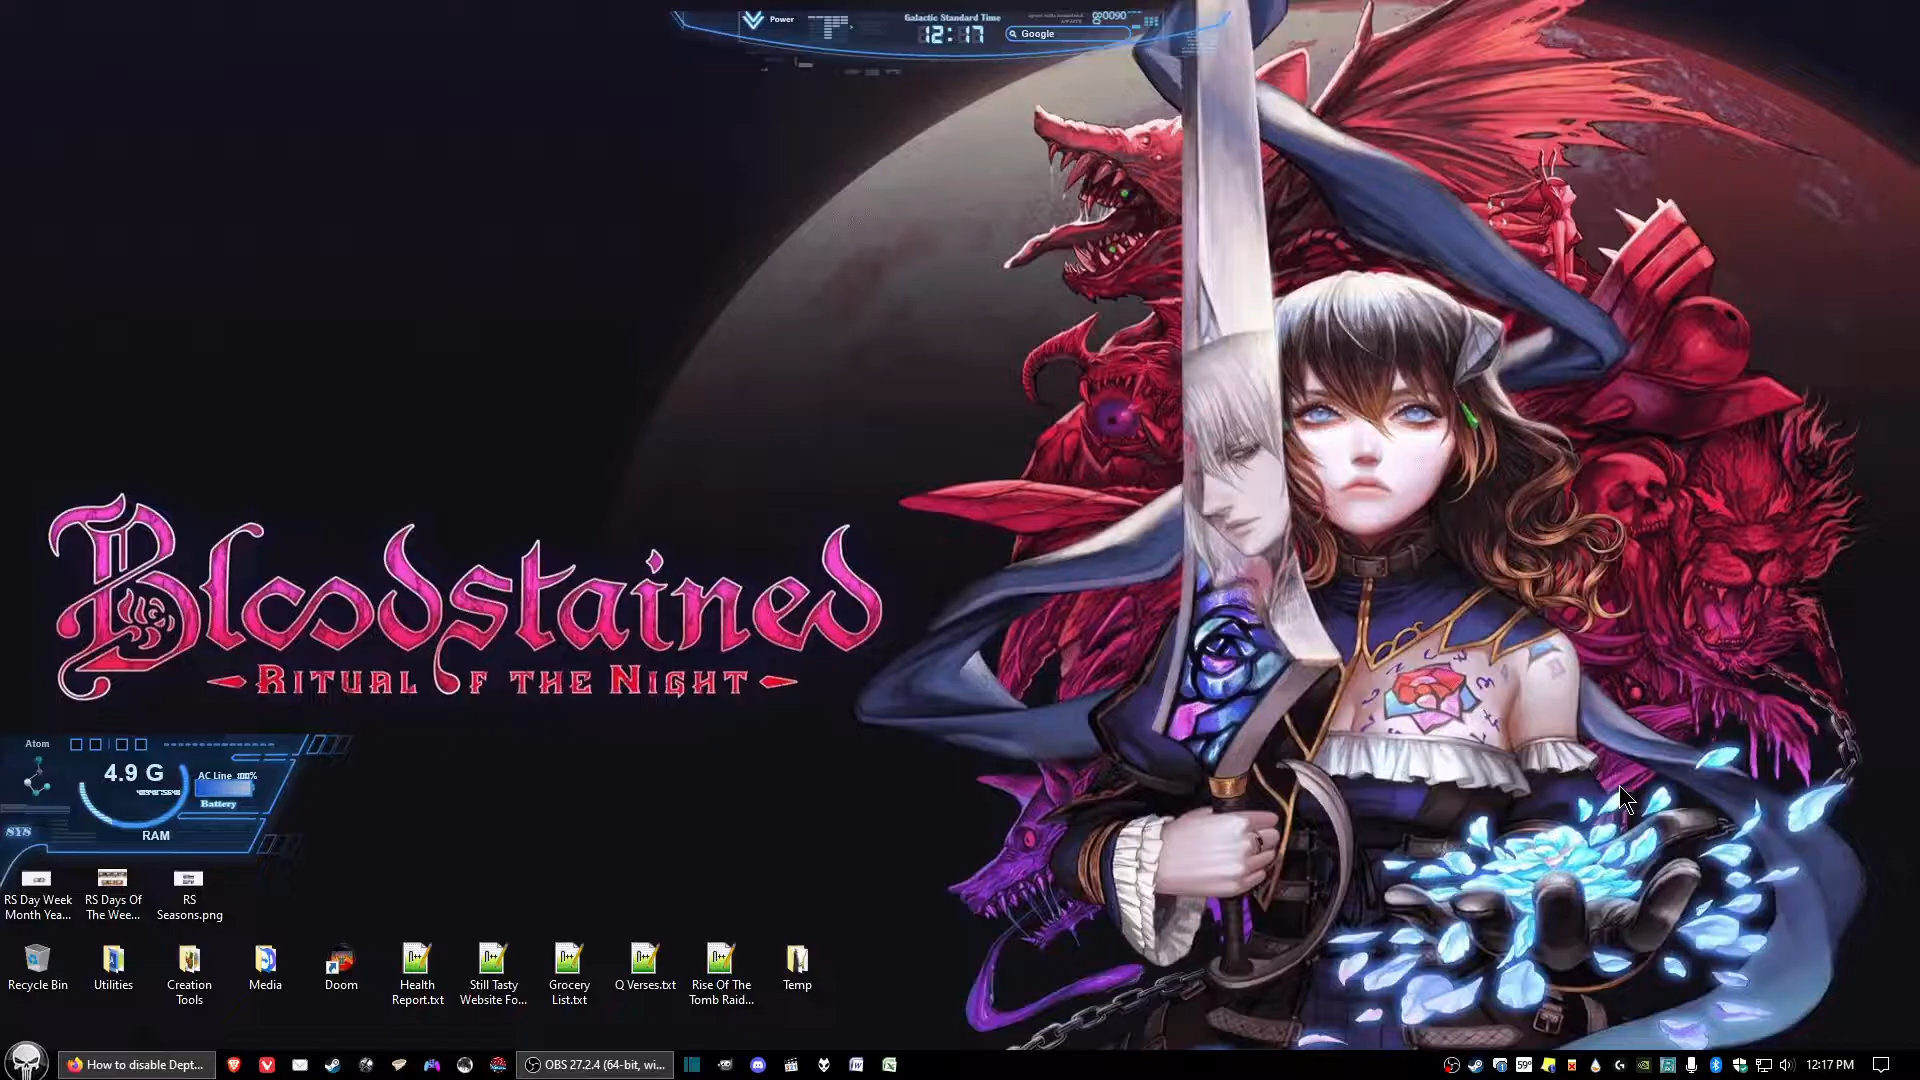 Power
Galactic Standard Time
12:17
Google
Bloodstained
Ritual of the Night
Atom
4.9 G
AC Line 100%
Battery
SYS
RAM
RS Day Week
Month Yea...
RS Days Of
The Wee...
RS
Seasons.png
Recycle Bin
Utilities
Creation
Tools
Media
Doom
Health
Report.txt
Still Tasty
Website Fo...
Grocery
List.txt
Q Verses.txt
Rise Of The
Tomb Raid...
Temp
How to disable Dept...
OBS 27.2.4 (64-bit, wi...
59°
12:17 PM